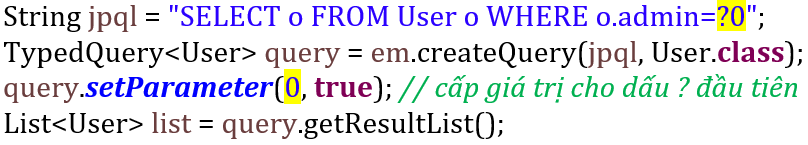 String jpql = "SELECT o FROM User o WHERE o.admin=?0";
TypedQuery<User> query = em.createQuery(jpql, User.class);
query.setParameter(0, true); // cấp giá trị cho dấu ? đầu tiên
List<User> list = query.getResultList();